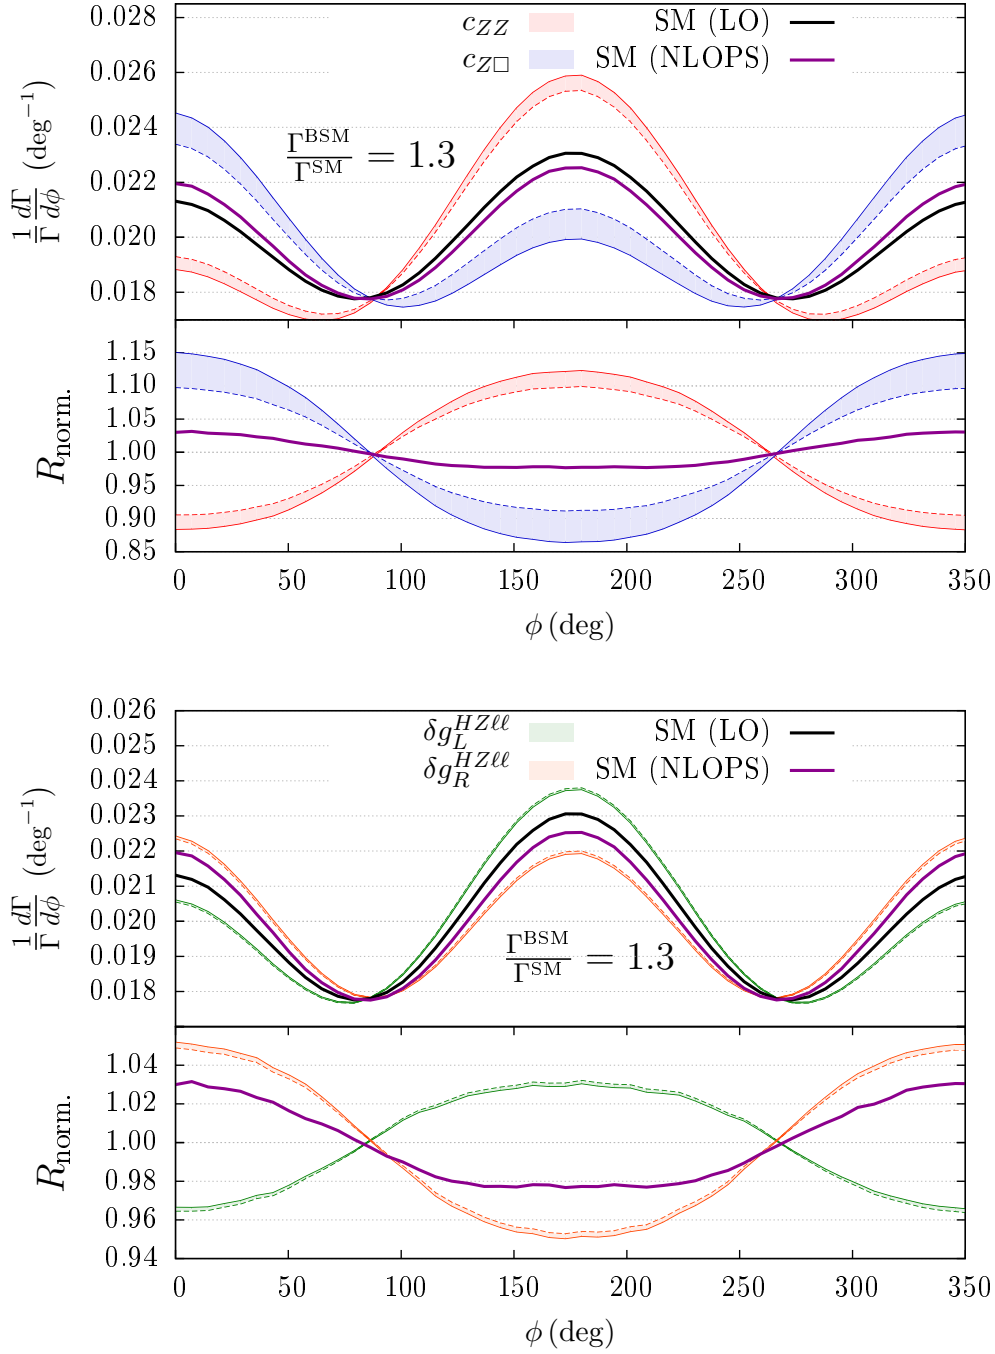 0.028
0.026
0.024
0.022
0.020
0.018
1/Γ dΓ/dϕ (deg⁻¹)
c_ZZ
SM (LO)
c_Z□
SM (NLOPS)
Γ^BSM/Γ^SM = 1.3
1.15
1.10
1.05
1.00
0.95
0.90
0.85
R_norm.
0 50 100 150 200 250 300 350
ϕ (deg)
0.026
0.025
0.024
0.023
0.022
0.021
0.020
0.019
0.018
1/Γ dΓ/dϕ (deg⁻¹)
δg_L^{HZℓℓ}
SM (LO)
δg_R^{HZℓℓ}
SM (NLOPS)
Γ^BSM/Γ^SM = 1.3
1.04
1.02
1.00
0.98
0.96
0.94
R_norm.
0 50 100 150 200 250 300 350
ϕ (deg)